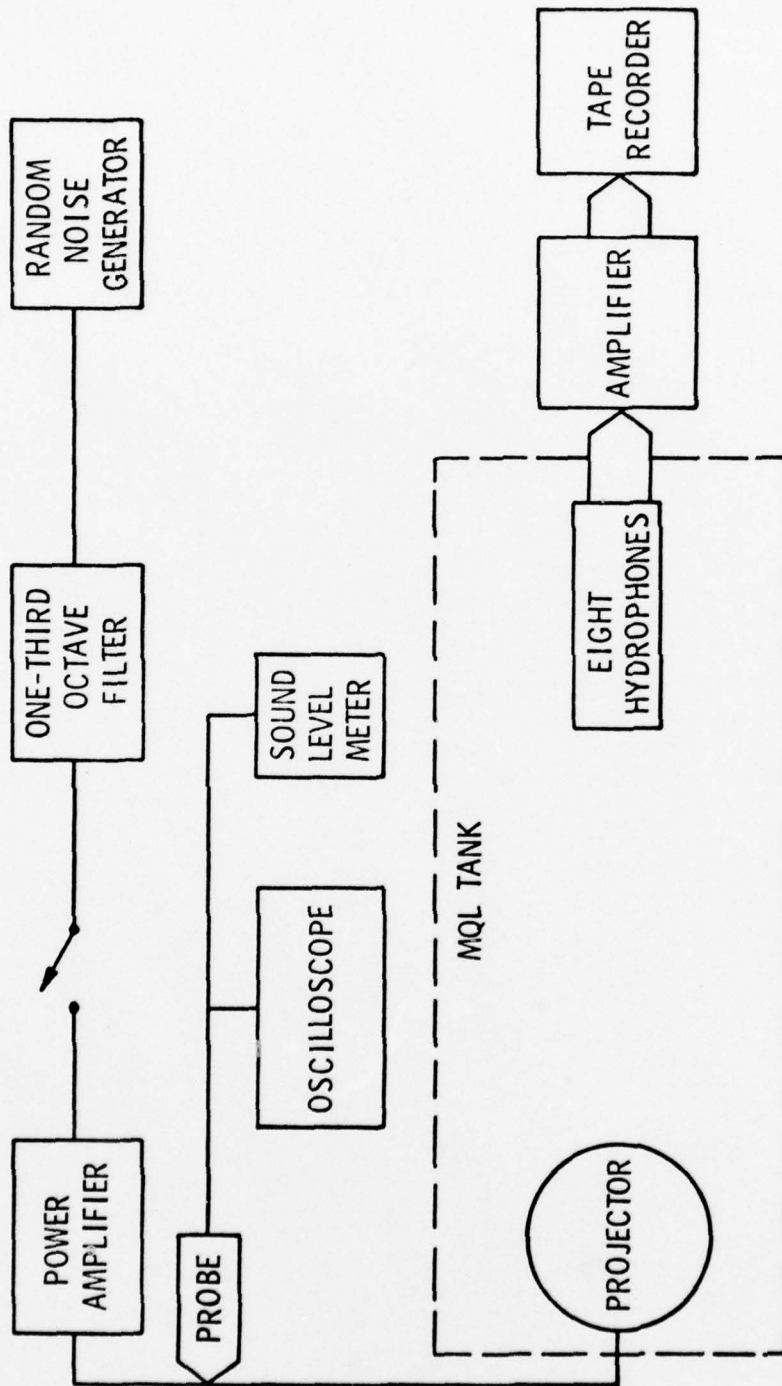 RANDOM
NOISE
GENERATOR
ONE-THIRD
OCTAVE
FILTER
POWER
AMPLIFIER
PROBE
OSCILLOSCOPE
SOUND
LEVEL
METER
MQL TANK
PROJECTOR
EIGHT
HYDROPHONES
AMPLIFIER
TAPE
RECORDER